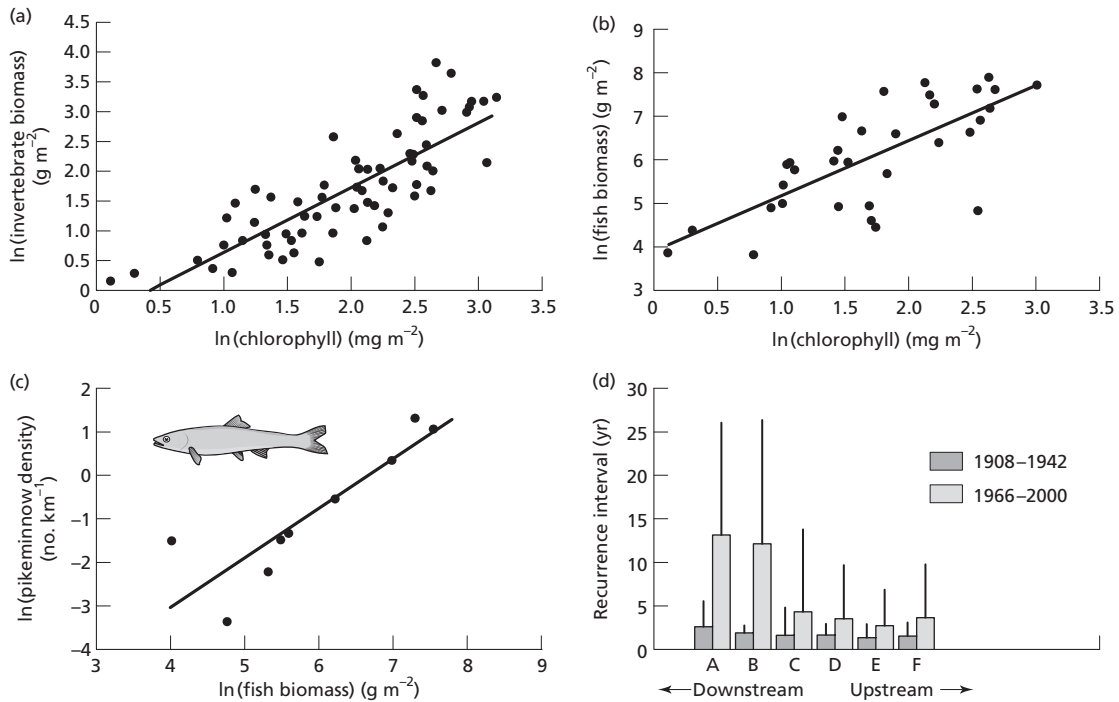 (a)
ln (invertebrate biomass)
(g m⁻²)
4.5
4.0
3.5
3.0
2.5
2.0
1.5
1.0
0.5
0
0 0.5 1.0 1.5 2.0 2.5 3.0 3.5
ln (chlorophyll) (mg m⁻²)
(b)
ln (fish biomass) (g m⁻²)
9
8
7
6
5
4
3
0 0.5 1.0 1.5 2.0 2.5 3.0 3.5
ln (chlorophyll) (mg m⁻²)
(c)
ln (pikeminnow density)
(no. km⁻¹)
2
1
0
−1
−2
−3
−4
3 4 5 6 7 8 9
ln (fish biomass) (g m⁻²)
(d)
Recurrence interval (yr)
30
25
20
15
10
5
0
1908–1942
1966–2000
A B C D E F
←Downstream Upstream →